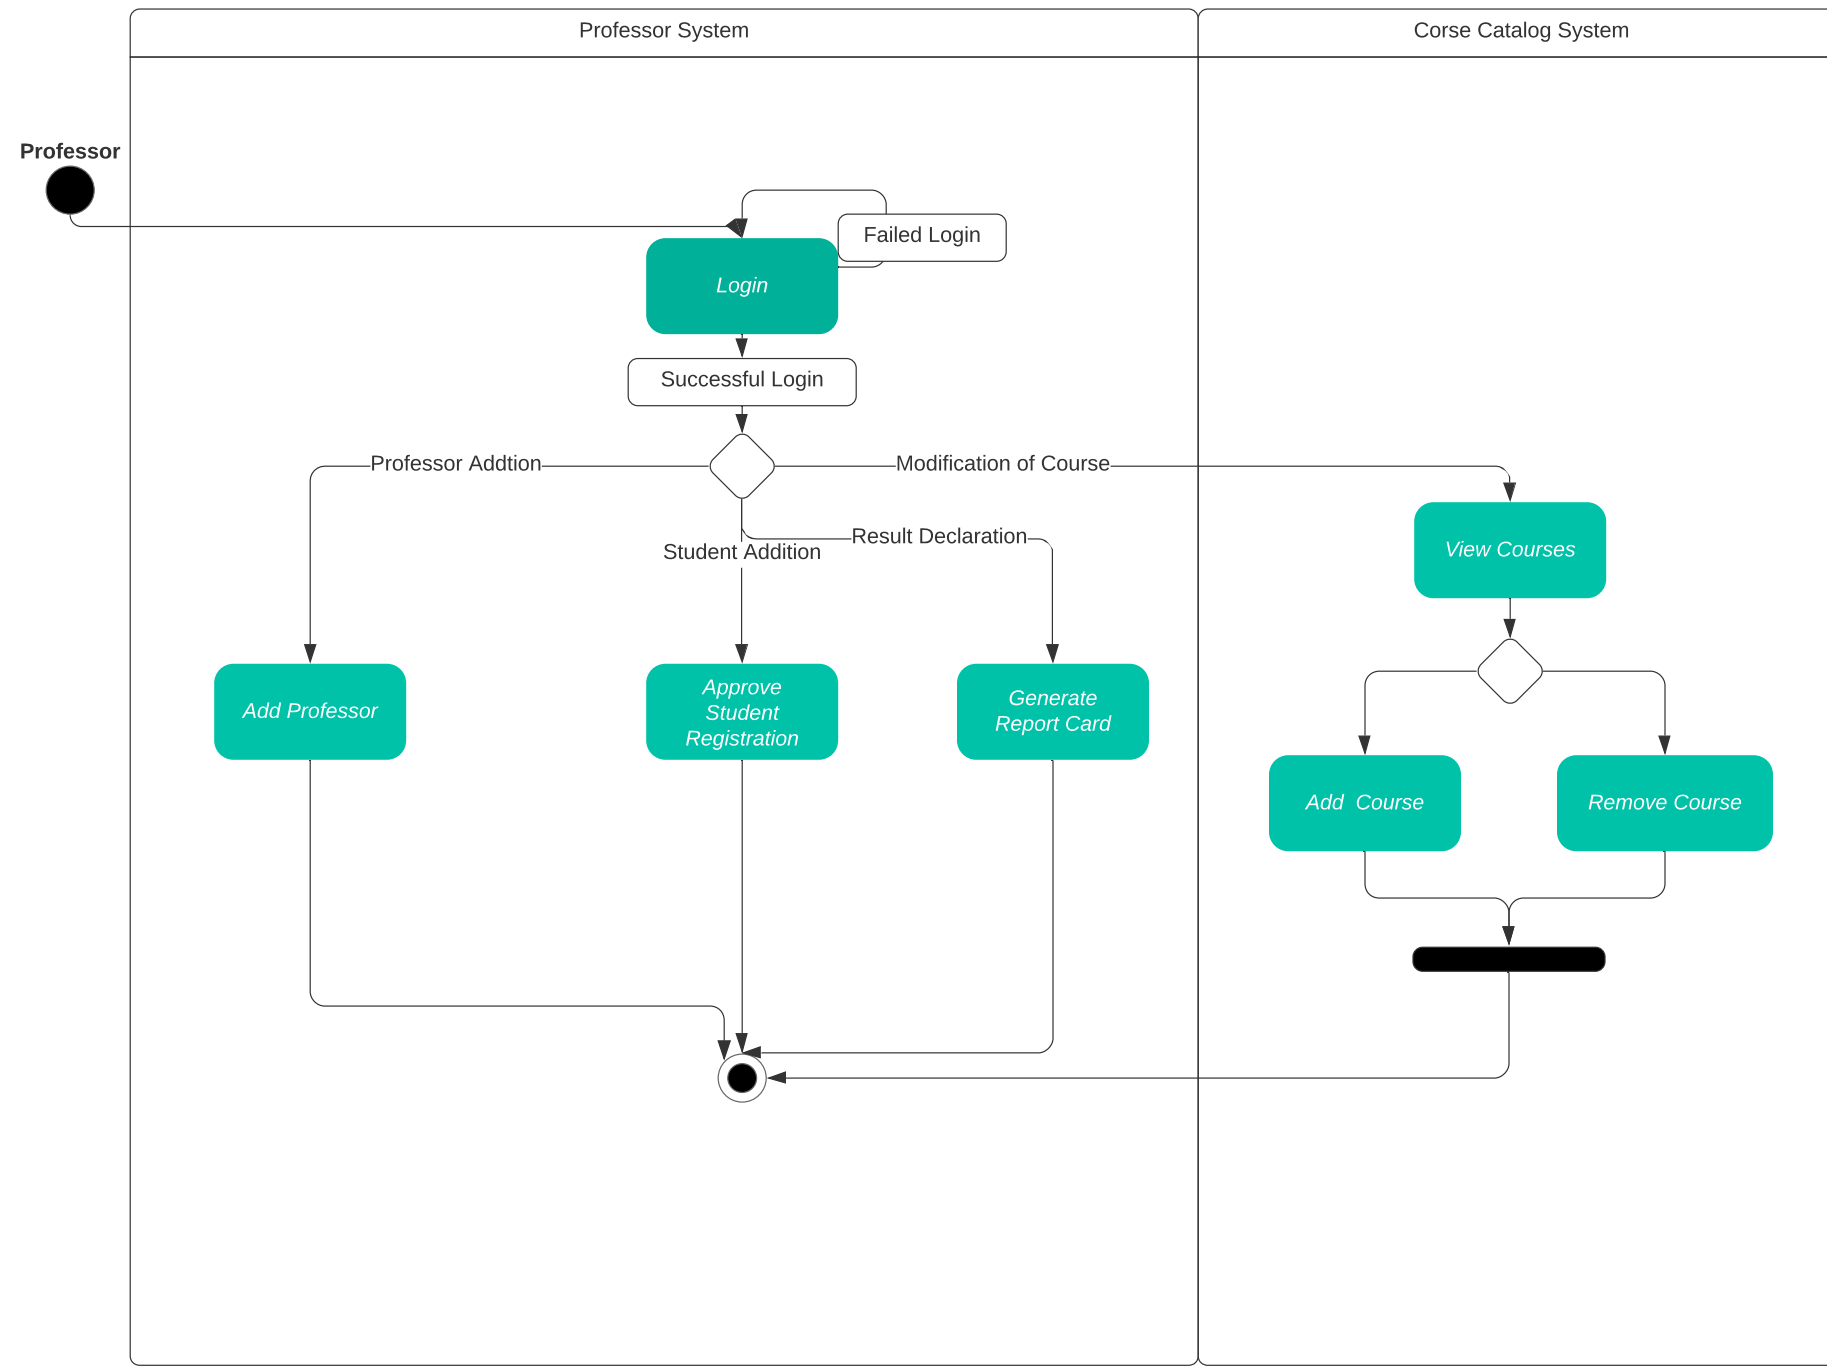 Professor System
Corse Catalog System
Professor
Failed Login
Login
Successful Login
Professor Addtion
Modification of Course
Result Declaration
Student Addition
View Courses
Add Professor
Approve
Student
Registration
Generate
Report Card
Add  Course
Remove Course